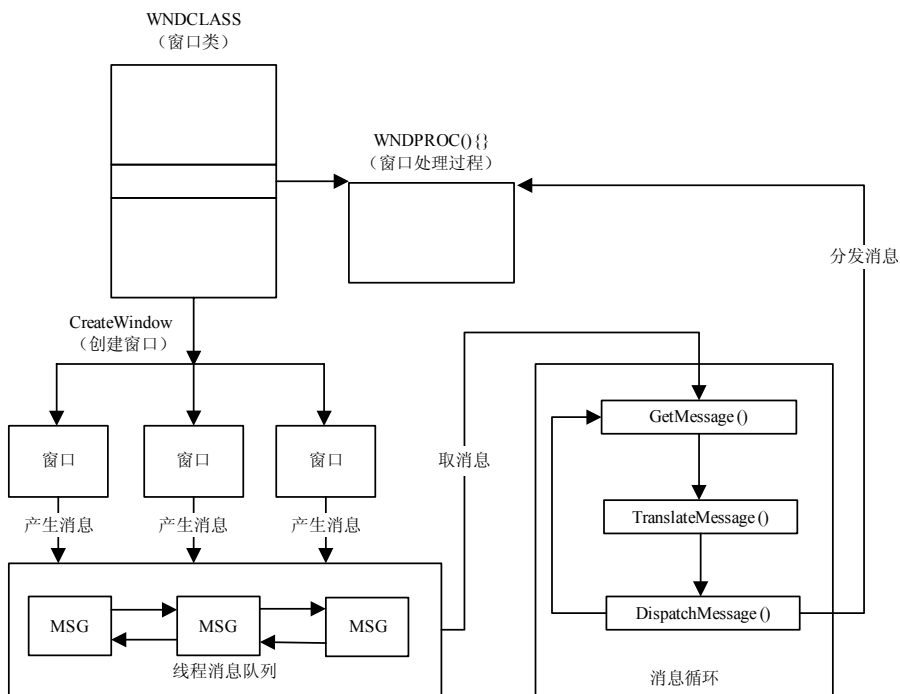 WNDCLASS
（窗口类）
WNDPROC(){}
（窗口处理过程）
分发消息
CreateWindow
（创建窗口）
GetMessage()
窗口
窗口
窗口
取消息
TranslateMessage()
产生消息
产生消息
产生消息
DispatchMessage()
MSG
MSG
MSG
线程消息队列
消息循环